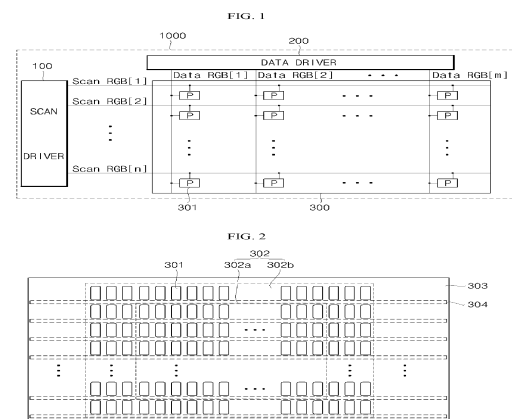 FIG. 1
1000
200
100
DATA DRIVER
Scan RGB[1]
Data RGB[1] Data RGB[2] • • • Data RGB[m]
P P • • • P
Scan RGB[2]
SCAN
P P • • • P
DRIVER
Scan RGB[n]
P P • • • P
301
300
FIG. 2
302
301
302a
302b
303
304